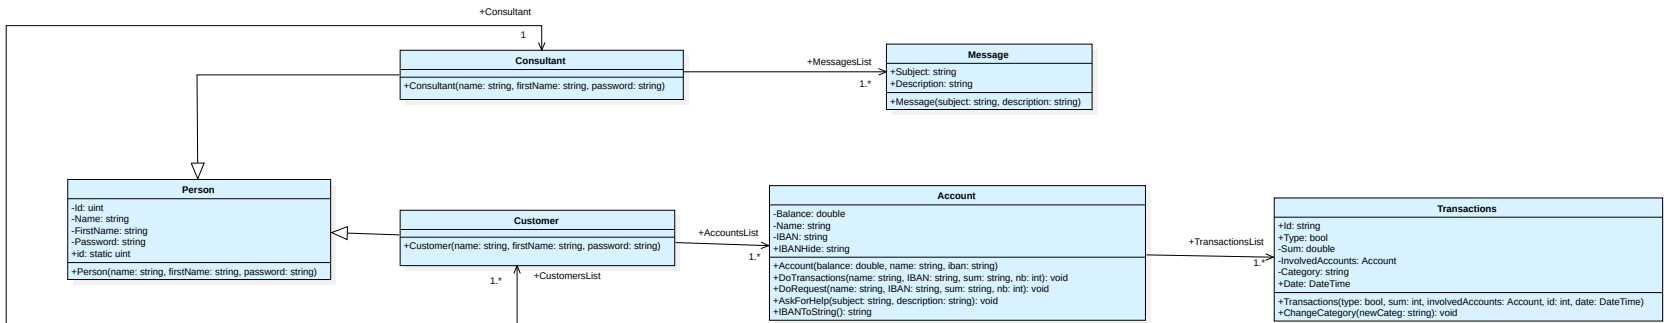 +Consultant
1
Consultant
+Consultant(name: string, firstName: string, password: string)
+MessagesList
1.*
Message
+Subject: string
+Description: string
+Message(subject: string, description: string)
Person
-Id: uint
-Name: string
-FirstName: string
-Password: string
+id: static uint
+Person(name: string, firstName: string, password: string)
Customer
+Customer(name: string, firstName: string, password: string)
1.*
+CustomersList
+AccountsList
1.*
Account
-Balance: double
-Name: string
-IBAN: string
+IBANHide: string
+Account(balance: double, name: string, iban: string)
+DoTransactions(name: string, IBAN: string, sum: string, nb: int): void
+DoRequest(name: string, IBAN: string, sum: string, nb: int): void
+AskForHelp(subject: string, description: string): void
+IBANToString(): string
+TransactionsList
1.*
Transactions
+Id: string
+Type: bool
-Sum: double
-InvolvedAccounts: Account
-Category: string
+Date: DateTime
+Transactions(type: bool, sum: int, involvedAccounts: Account, id: int, date: DateTime)
+ChangeCategory(newCateg: string): void